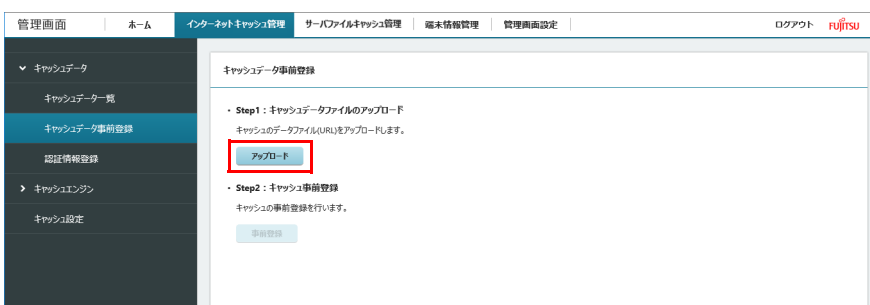 管理画面 ホーム インターネットキャッシュ管理 サーバファイルキャッシュ管理 端末情報管理 管理画面設定 ログアウト FUJITSU
キャッシュデータ
キャッシュデータ一覧
キャッシュデータ事前登録
認証情報登録
キャッシュエンジン
キャッシュ設定
キャッシュデータ事前登録
・ Step1：キャッシュデータファイルのアップロード
キャッシュのデータファイル(URL)をアップロードします。
アップロード
・ Step2：キャッシュ事前登録
キャッシュの事前登録を行います。
事前登録